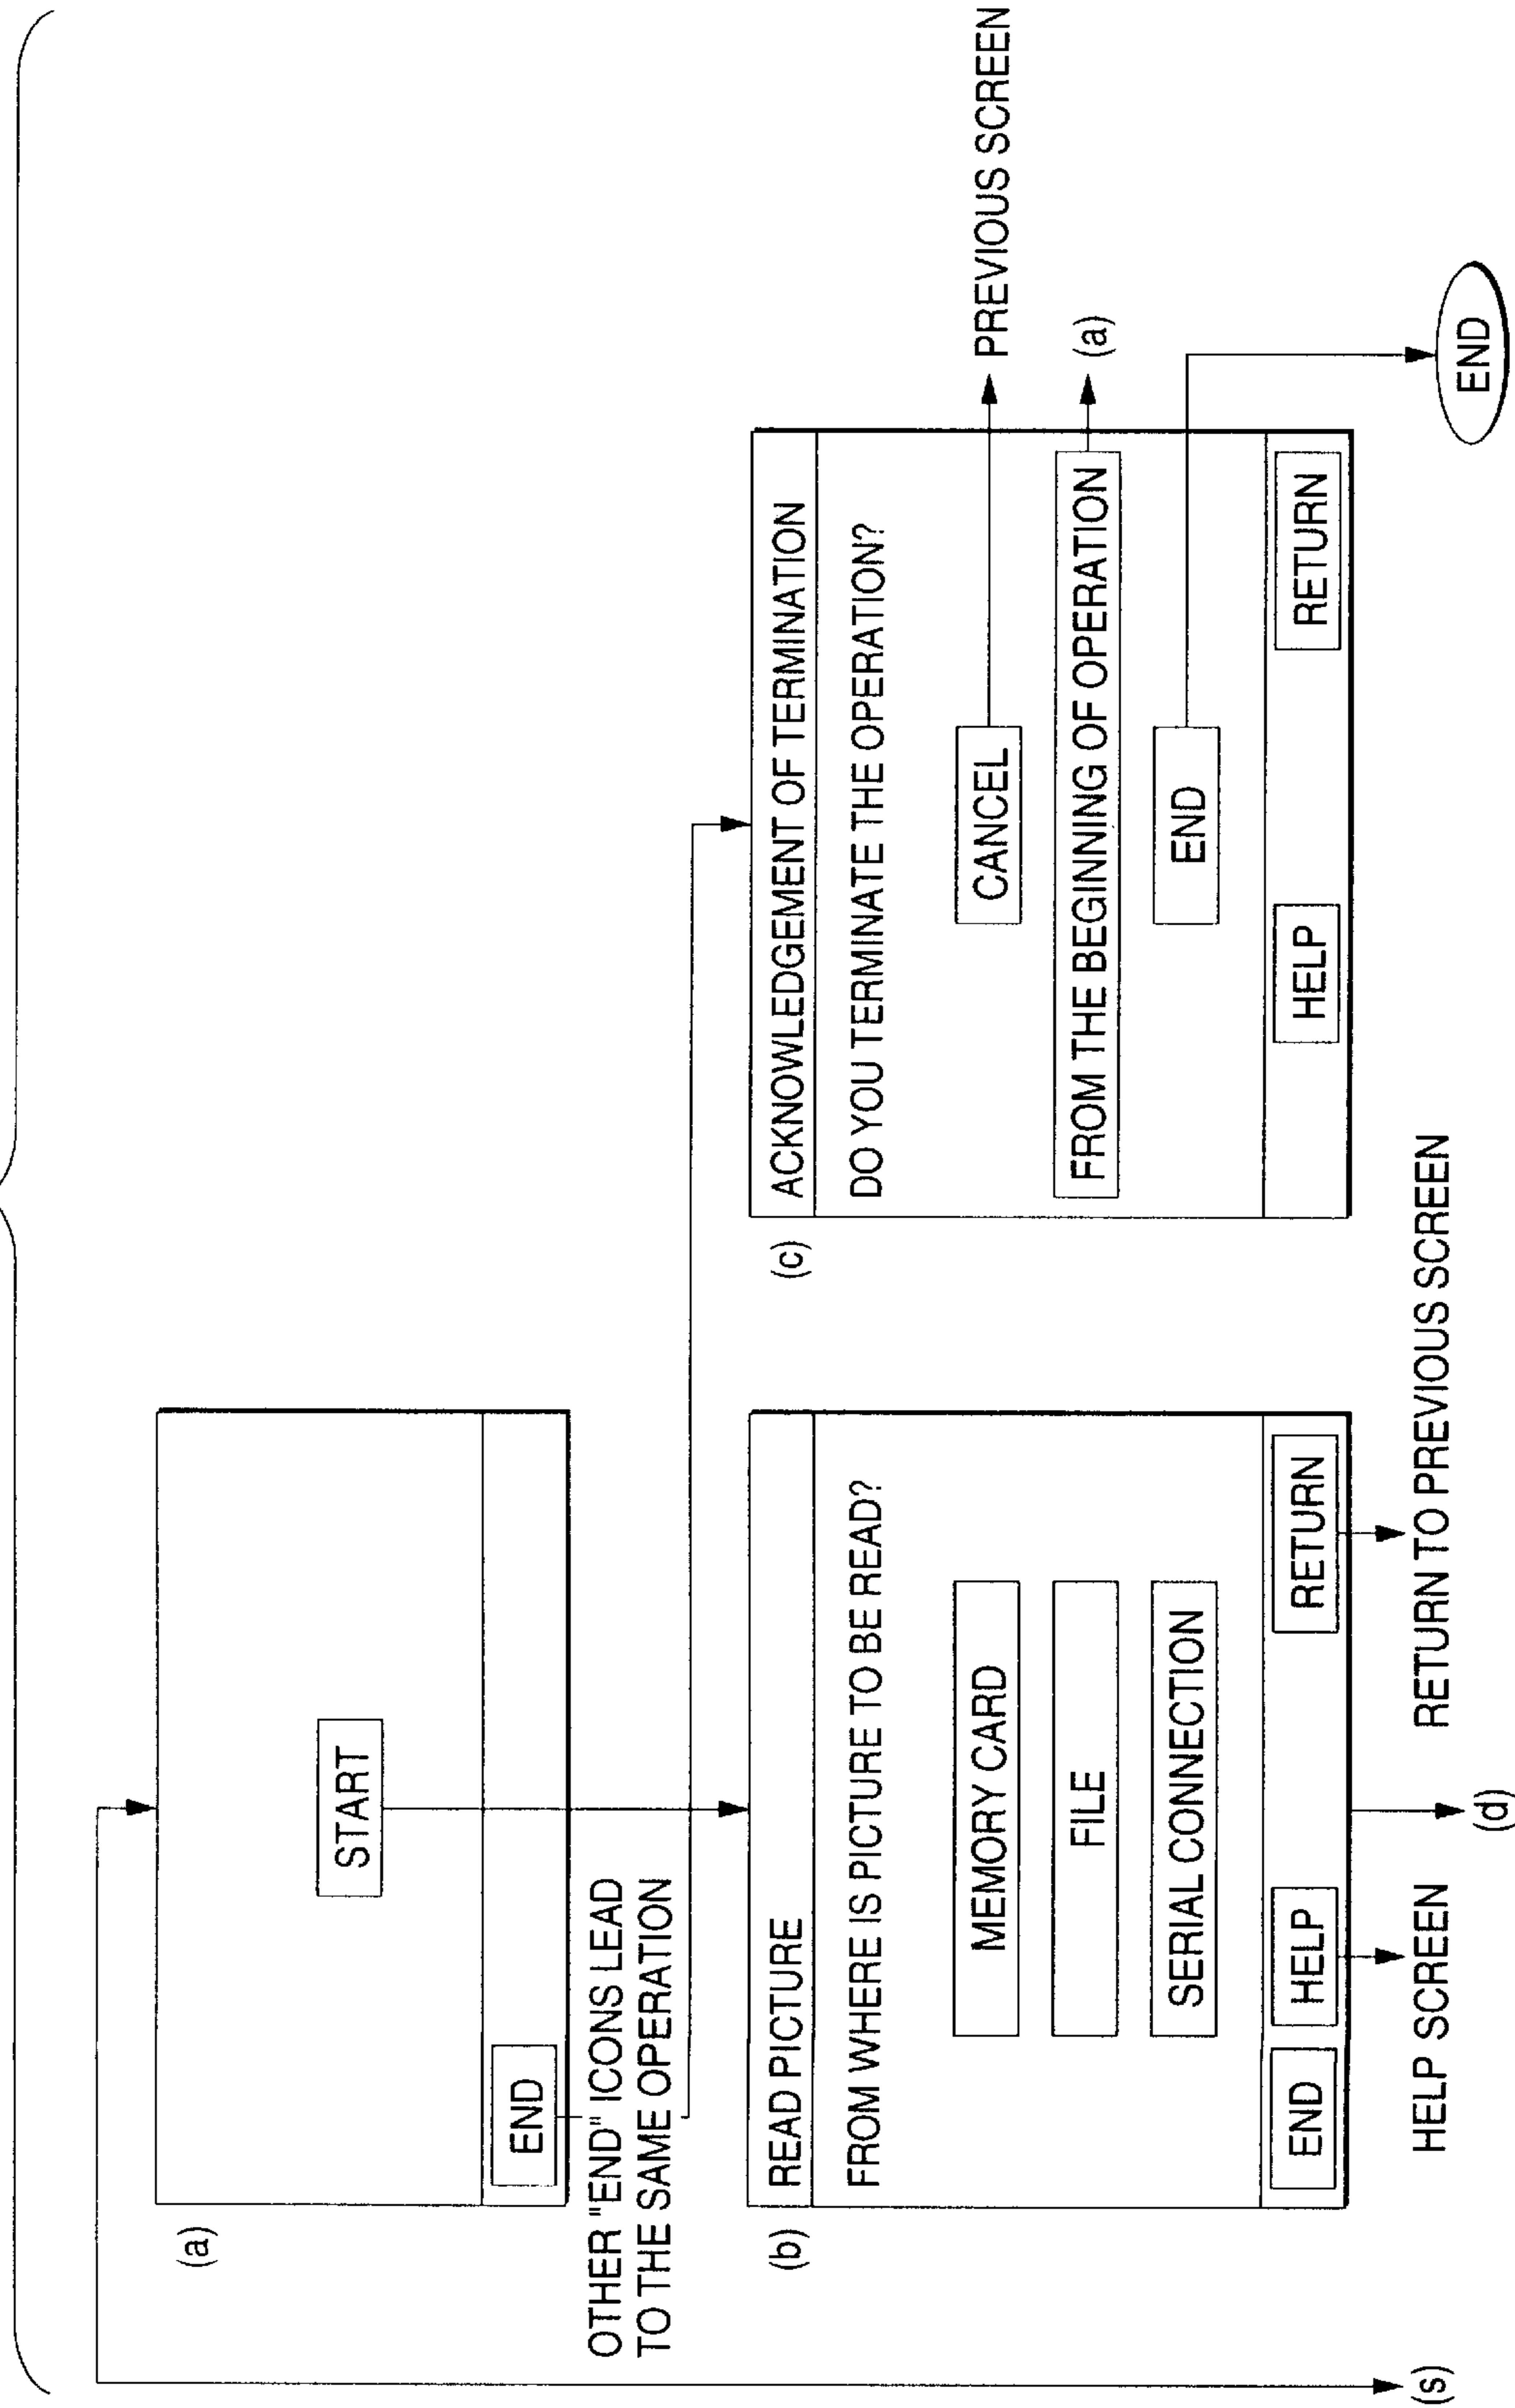 (a)
START
END
OTHER "END" ICONS LEAD
TO THE SAME OPERATION
(b)
READ PICTURE
FROM WHERE IS PICTURE TO BE READ?
MEMORY CARD
FILE
SERIAL CONNECTION
END
HELP
RETURN
HELP SCREEN
RETURN TO PREVIOUS SCREEN
(s)
(d)
(c)
ACKNOWLEDGEMENT OF TERMINATION
DO YOU TERMINATE THE OPERATION?
CANCEL
PREVIOUS SCREEN
FROM THE BEGINNING OF OPERATION
(a)
END
HELP
RETURN
END